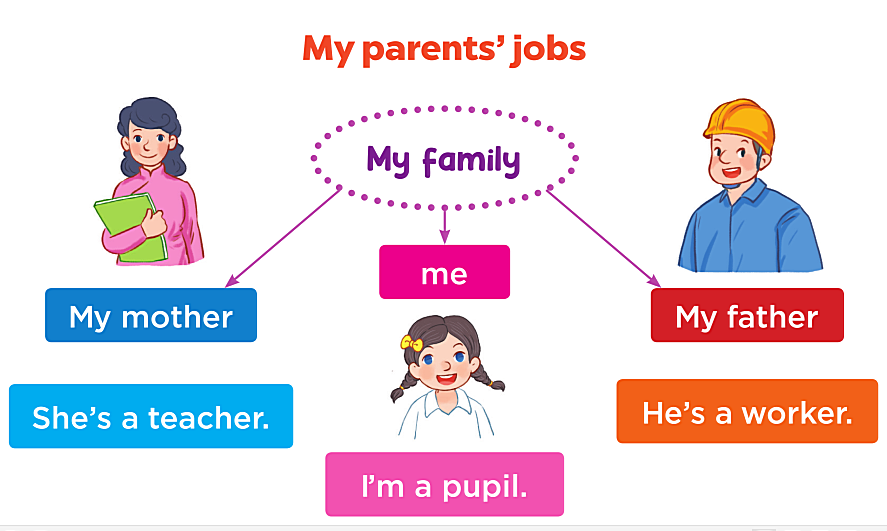 My parents’ jobs
My family
me
My mother
My father
She’s a teacher.
He’s a worker.
I’m a pupil.